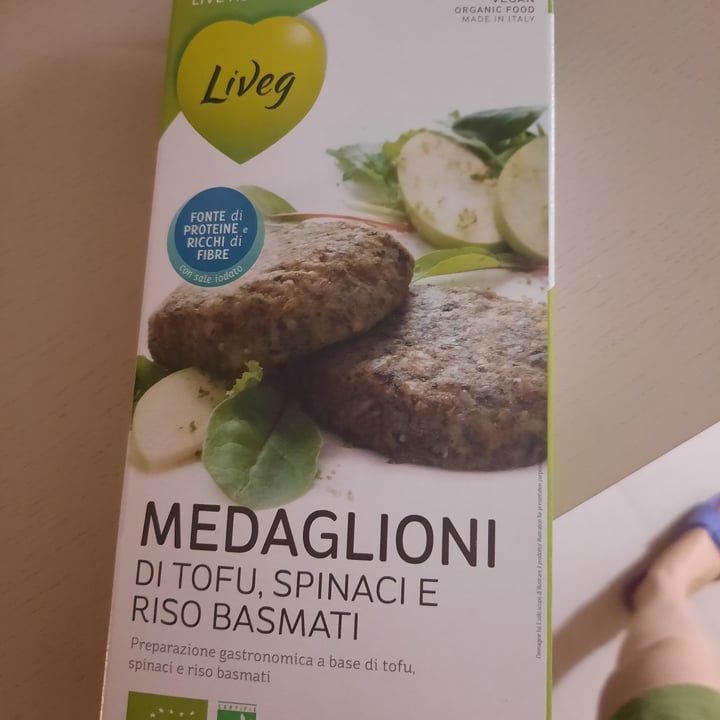 VEGAN
ORGANIC FOOD
MADE IN ITALY
Liveg
FONTE di
PROTEINE e
RICCHI di
FIBRE
con sale iodato
MEDAGLIONI
DI TOFU, SPINACI E
RISO BASMATI
Preparazione gastronomica a base di tofu,
spinaci e riso basmati